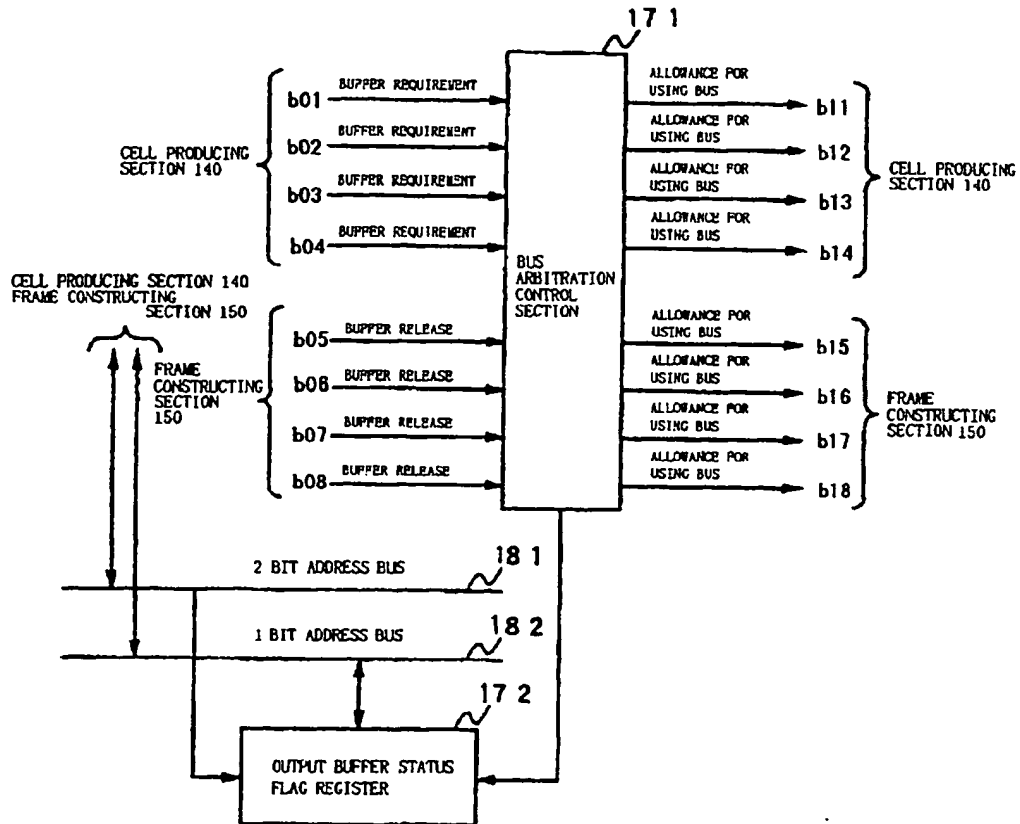 17 1
CELL PRODUCING
SECTION 140
b01 BUFFER REQUIREMENT
b02 BUFFER REQUIREMENT
b03 BUFFER REQUIREMENT
b04 BUFFER REQUIREMENT
BUS
ARBITRATION
CONTROL
SECTION
ALLOWANCE FOR
USING BUS
b11
ALLOWANCE FOR
USING BUS
b12
ALLOWANCE FOR
USING BUS
b13
ALLOWANCE FOR
USING BUS
b14
CELL PRODUCING
SECTION 140
CELL PRODUCING SECTION 140
FRAME CONSTRUCTING
SECTION 150
FRAME
CONSTRUCTING
SECTION
150
b05 BUFFER RELEASE
b06 BUFFER RELEASE
b07 BUFFER RELEASE
b08 BUFFER RELEASE
ALLOWANCE FOR
USING BUS
b15
ALLOWANCE FOR
USING BUS
b16
ALLOWANCE FOR
USING BUS
b17
ALLOWANCE FOR
USING BUS
b18
FRAME
CONSTRUCTING
SECTION 150
2 BIT ADDRESS BUS
18 1
1 BIT ADDRESS BUS
18 2
17 2
OUTPUT BUFFER STATUS
FLAG REGISTER